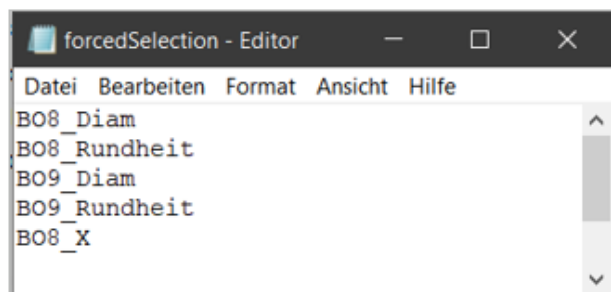 forcedSelection - Editor
Datei Bearbeiten Format Ansicht Hilfe
BO8_Diam
BO8_Rundheit
BO9_Diam
BO9_Rundheit
BO8_X